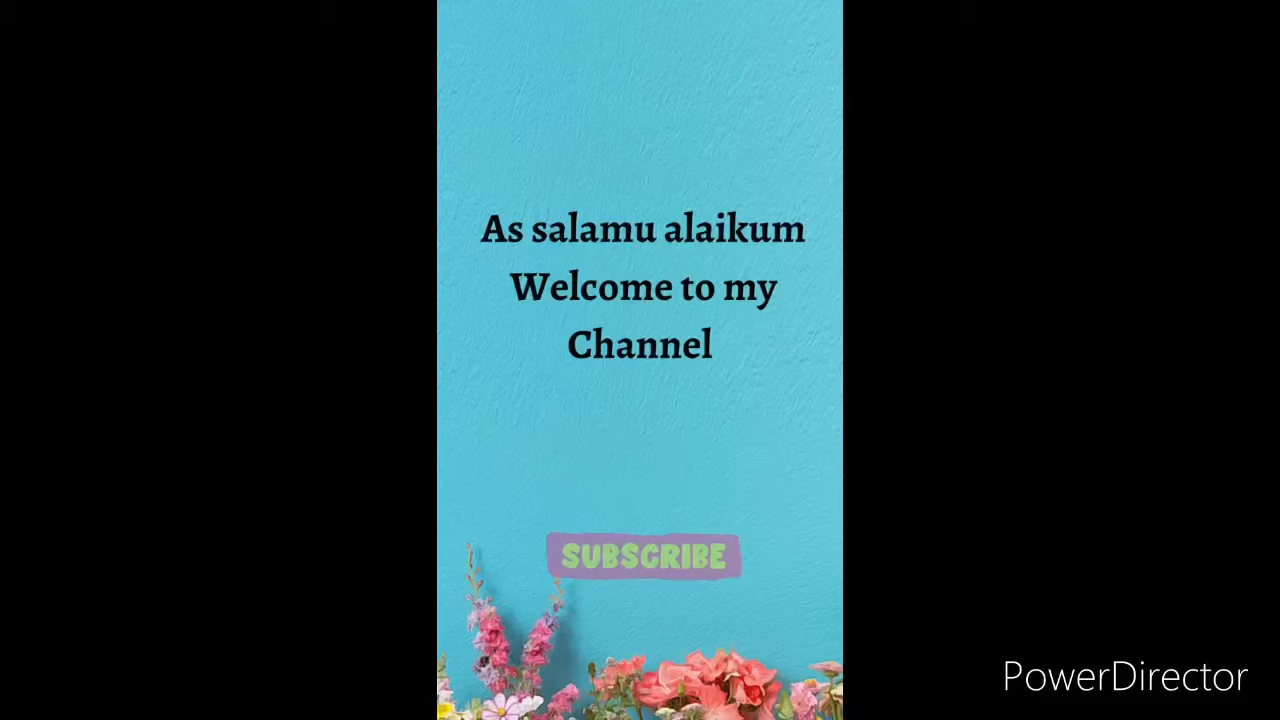 As salamu alaikum
Welcome to my
Channel
SUBSCRIBE
PowerDirector